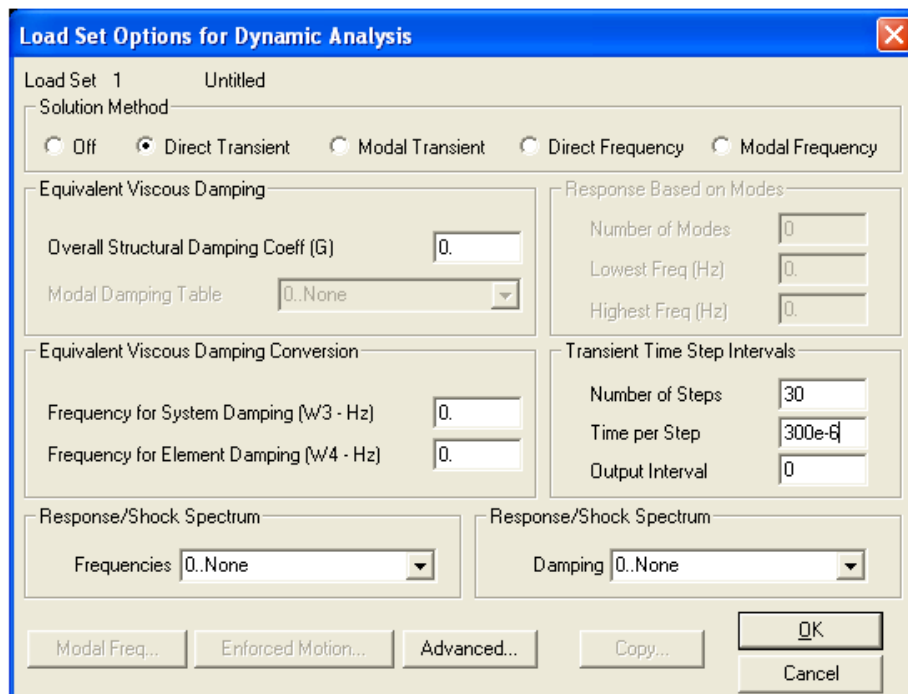 Load Set Options for Dynamic Analysis
Load Set 1 Untitled
Solution Method
Off Direct Transient Modal Transient Direct Frequency Modal Frequency
Equivalent Viscous Damping
Overall Structural Damping Coeff (G) 0.
Modal Damping Table 0..None
Response Based on Modes
Number of Modes 0
Lowest Freq (Hz) 0.
Highest Freq (Hz) 0.
Equivalent Viscous Damping Conversion
Frequency for System Damping (W3 - Hz) 0.
Frequency for Element Damping (W4 - Hz) 0.
Transient Time Step Intervals
Number of Steps 30
Time per Step 300e-6
Output Interval 0
Response/Shock Spectrum
Frequencies 0..None
Response/Shock Spectrum
Damping 0..None
Modal Freq... Enforced Motion... Advanced... Copy... OK
Cancel